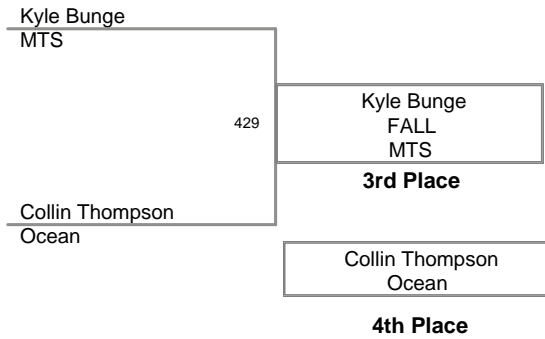 Kyle Bunge
MTS
429
Kyle Bunge
FALL
MTS
3rd Place
Collin Thompson
Ocean
Collin Thompson
Ocean
4th Place